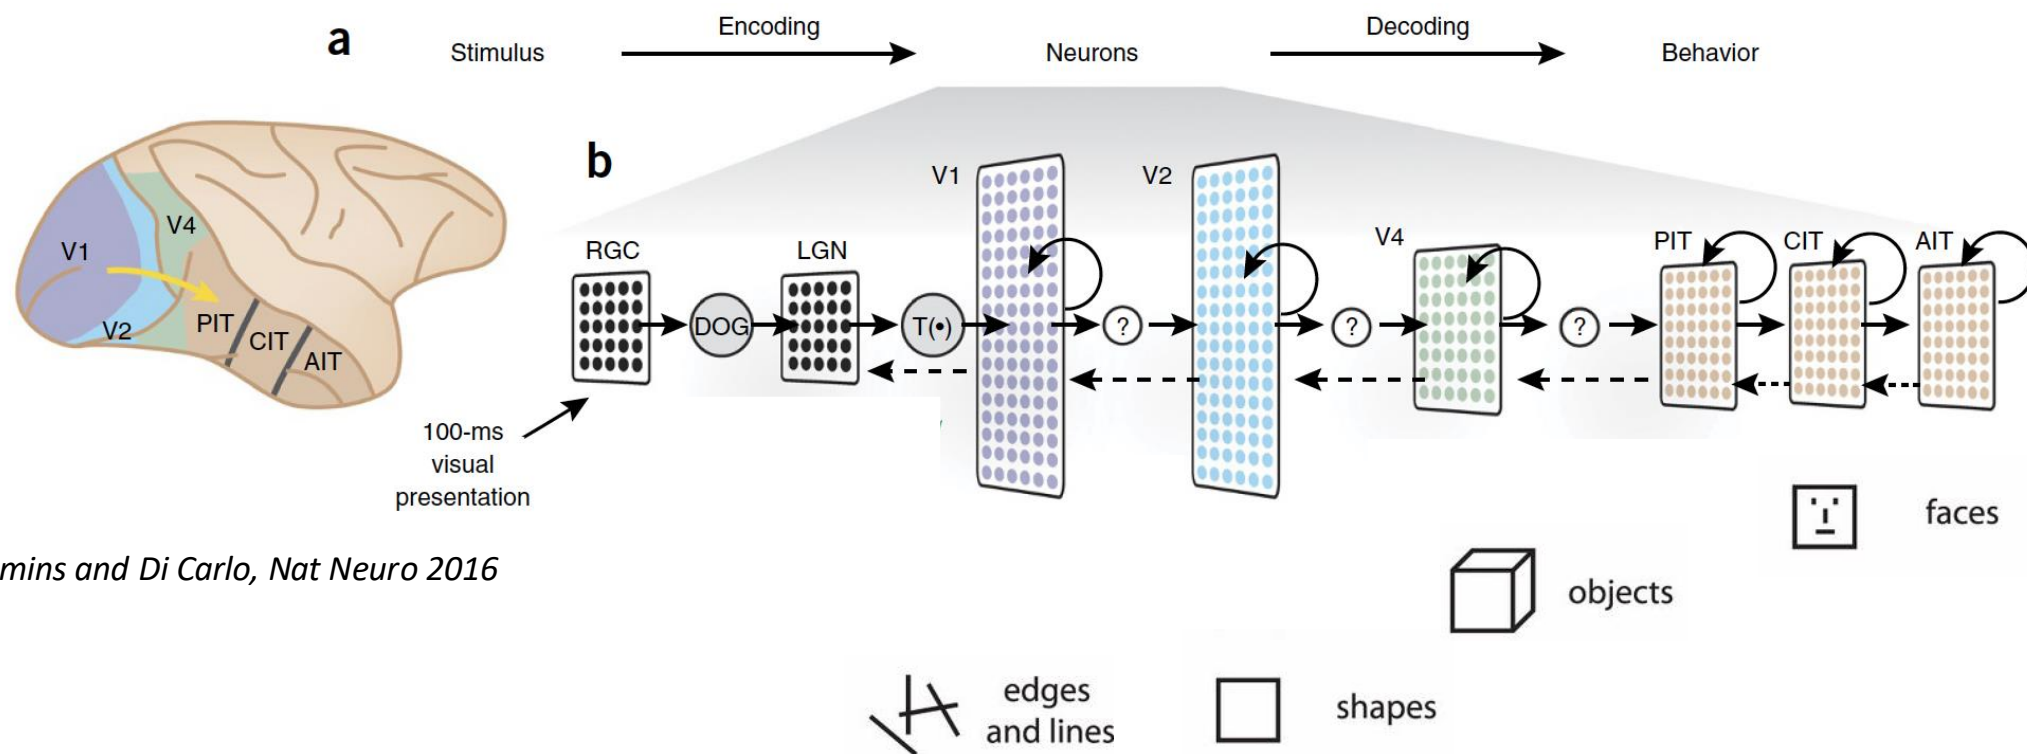 a
Stimulus
Encoding
Neurons
Decoding
Behavior
V1
V2
V4
PIT
CIT
AIT
b
RGC
DOG
LGN
T(•)
V1
?
V2
?
V4
?
PIT
CIT
AIT
100-ms
visual
presentation
mins and Di Carlo, Nat Neuro 2016
edges
and lines
shapes
objects
faces